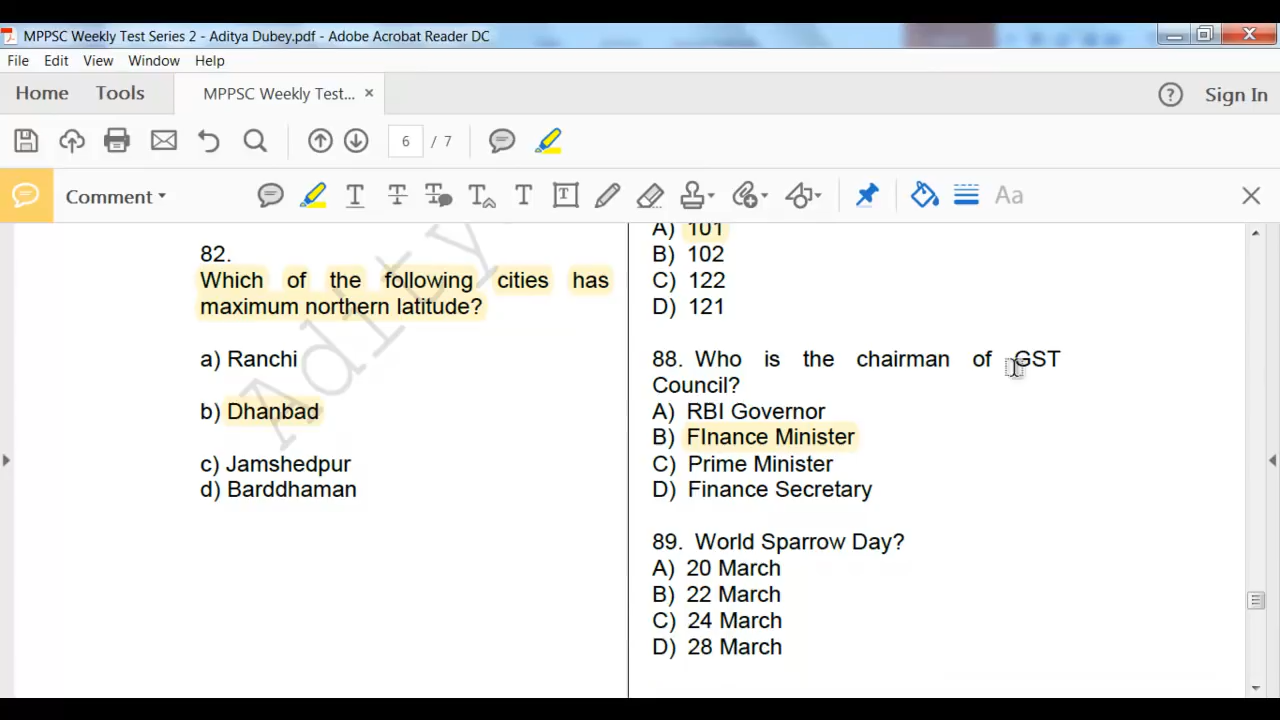 MPPSC Weekly Test Series 2 - Aditya Dubey.pdf - Adobe Acrobat Reader DC
File Edit View Window Help
Home Tools MPPSC Weekly Test... × Sign In
6 / 7
Comment
Aa
82.
Which of the following cities has
maximum northern latitude?
a) Ranchi
b) Dhanbad
c) Jamshedpur
d) Barddhaman
Adity
A) 101
B) 102
C) 122
D) 121
88. Who is the chairman of GST
Council?
A) RBI Governor
B) FInance Minister
C) Prime Minister
D) Finance Secretary
89. World Sparrow Day?
A) 20 March
B) 22 March
C) 24 March
D) 28 March